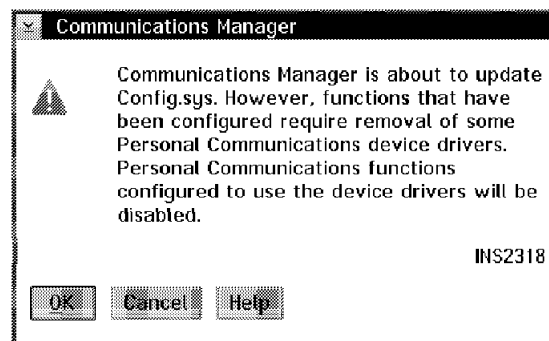 Communications Manager
Communications Manager is about to update
Config.sys. However, functions that have
been configured require removal of some
Personal Communications device drivers.
Personal Communications functions
configured to use the device drivers will be
disabled.
INS2318
OK Cancel Help